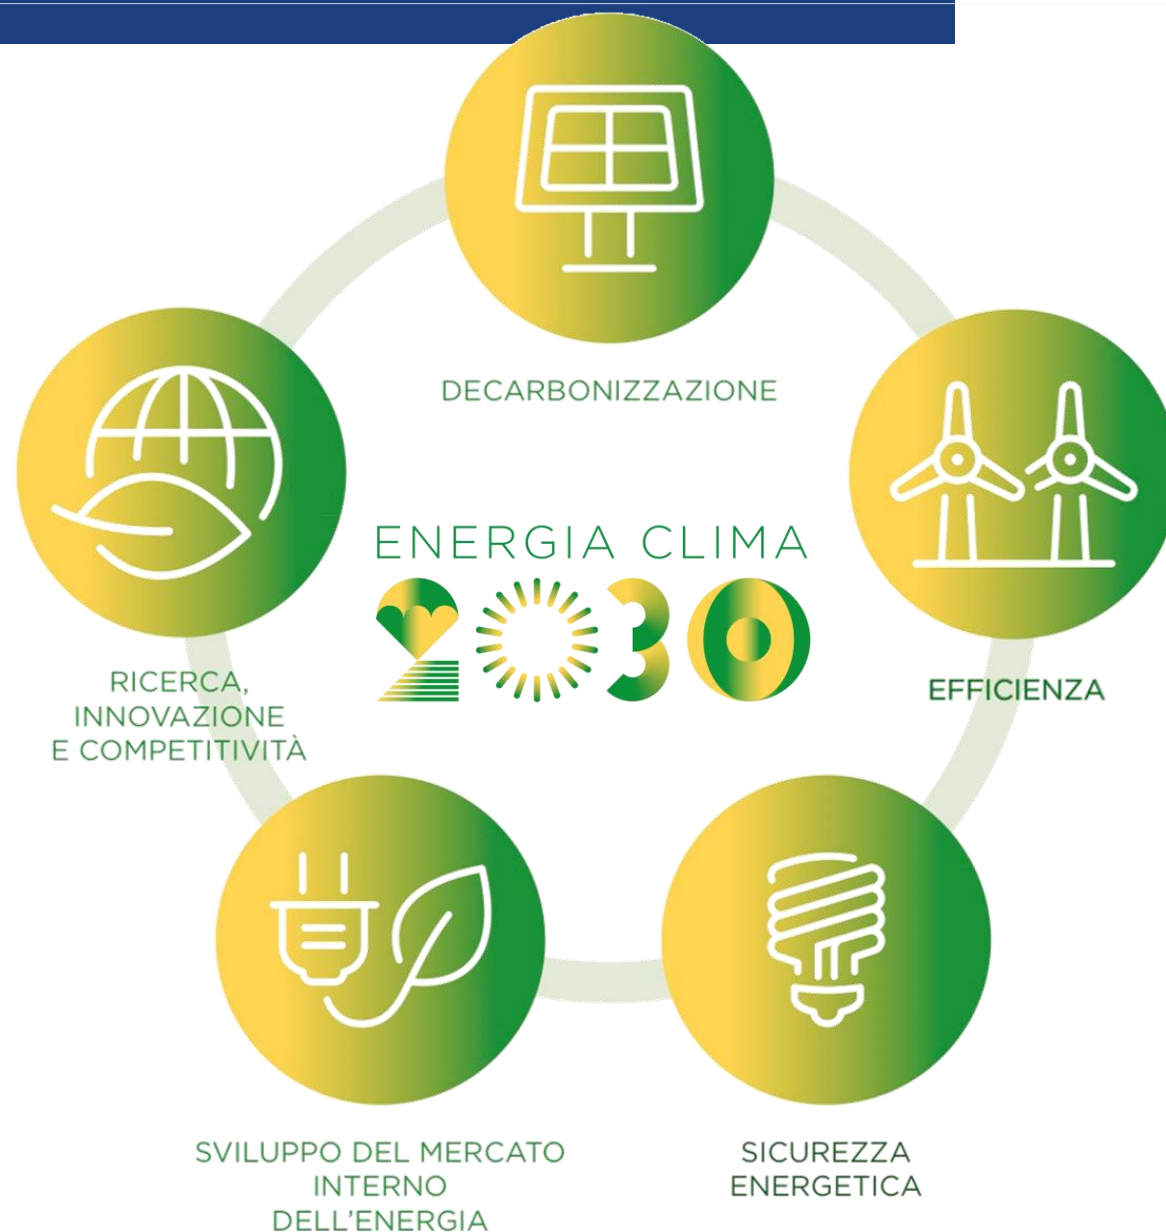 DECARBONIZZAZIONE
ENERGIA CLIMA
2030
EFFICIENZA
RICERCA,
INNOVAZIONE
E COMPETITIVITÀ
SVILUPPO DEL MERCATO
INTERNO
DELL'ENERGIA
SICUREZZA
ENERGETICA